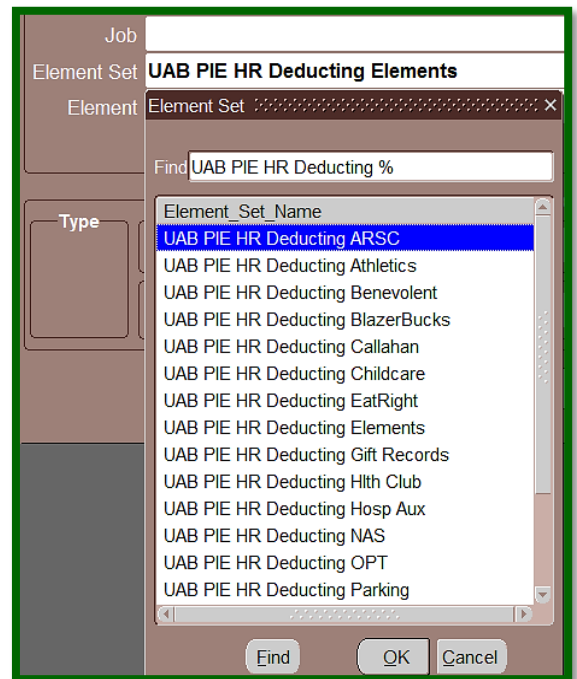 Job
Element Set UAB PIE HR Deducting Elements
Element
Element Set
Find UAB PIE HR Deducting %
Type
Element_Set_Name
UAB PIE HR Deducting ARSC
UAB PIE HR Deducting Athletics
UAB PIE HR Deducting Benevolent
UAB PIE HR Deducting BlazerBucks
UAB PIE HR Deducting Callahan
UAB PIE HR Deducting Childcare
UAB PIE HR Deducting EatRight
UAB PIE HR Deducting Elements
UAB PIE HR Deducting Gift Records
UAB PIE HR Deducting Hlth Club
UAB PIE HR Deducting Hosp Aux
UAB PIE HR Deducting NAS
UAB PIE HR Deducting OPT
UAB PIE HR Deducting Parking
Find OK Cancel